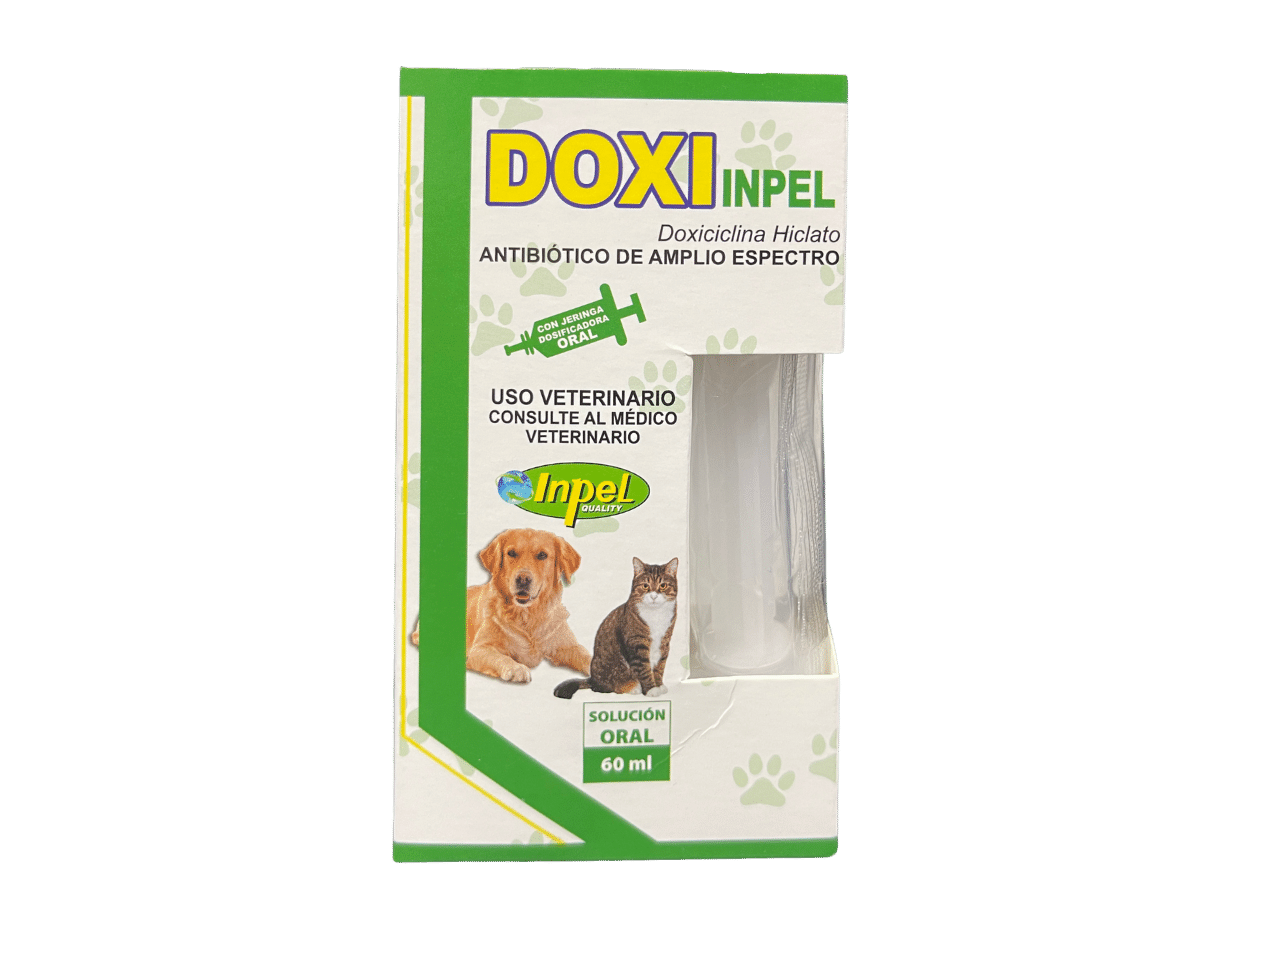 DOXI INPEL
Doxiciclina Hiclato
ANTIBIÓTICO DE AMPLIO ESPECTRO
CON JERINGA
DOSIFICADORA
ORAL
USO VETERINARIO
CONSULTE AL MÉDICO
VETERINARIO
Inpel
QUALITY
SOLUCIÓN
ORAL
60 ml